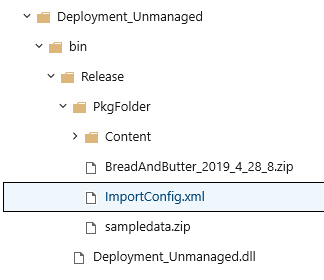 Deployment_Unmanaged
bin
Release
PkgFolder
Content
BreadAndButter_2019_4_28_8.zip
ImportConfig.xml
sampledata.zip
Deployment_Unmanaged.dll